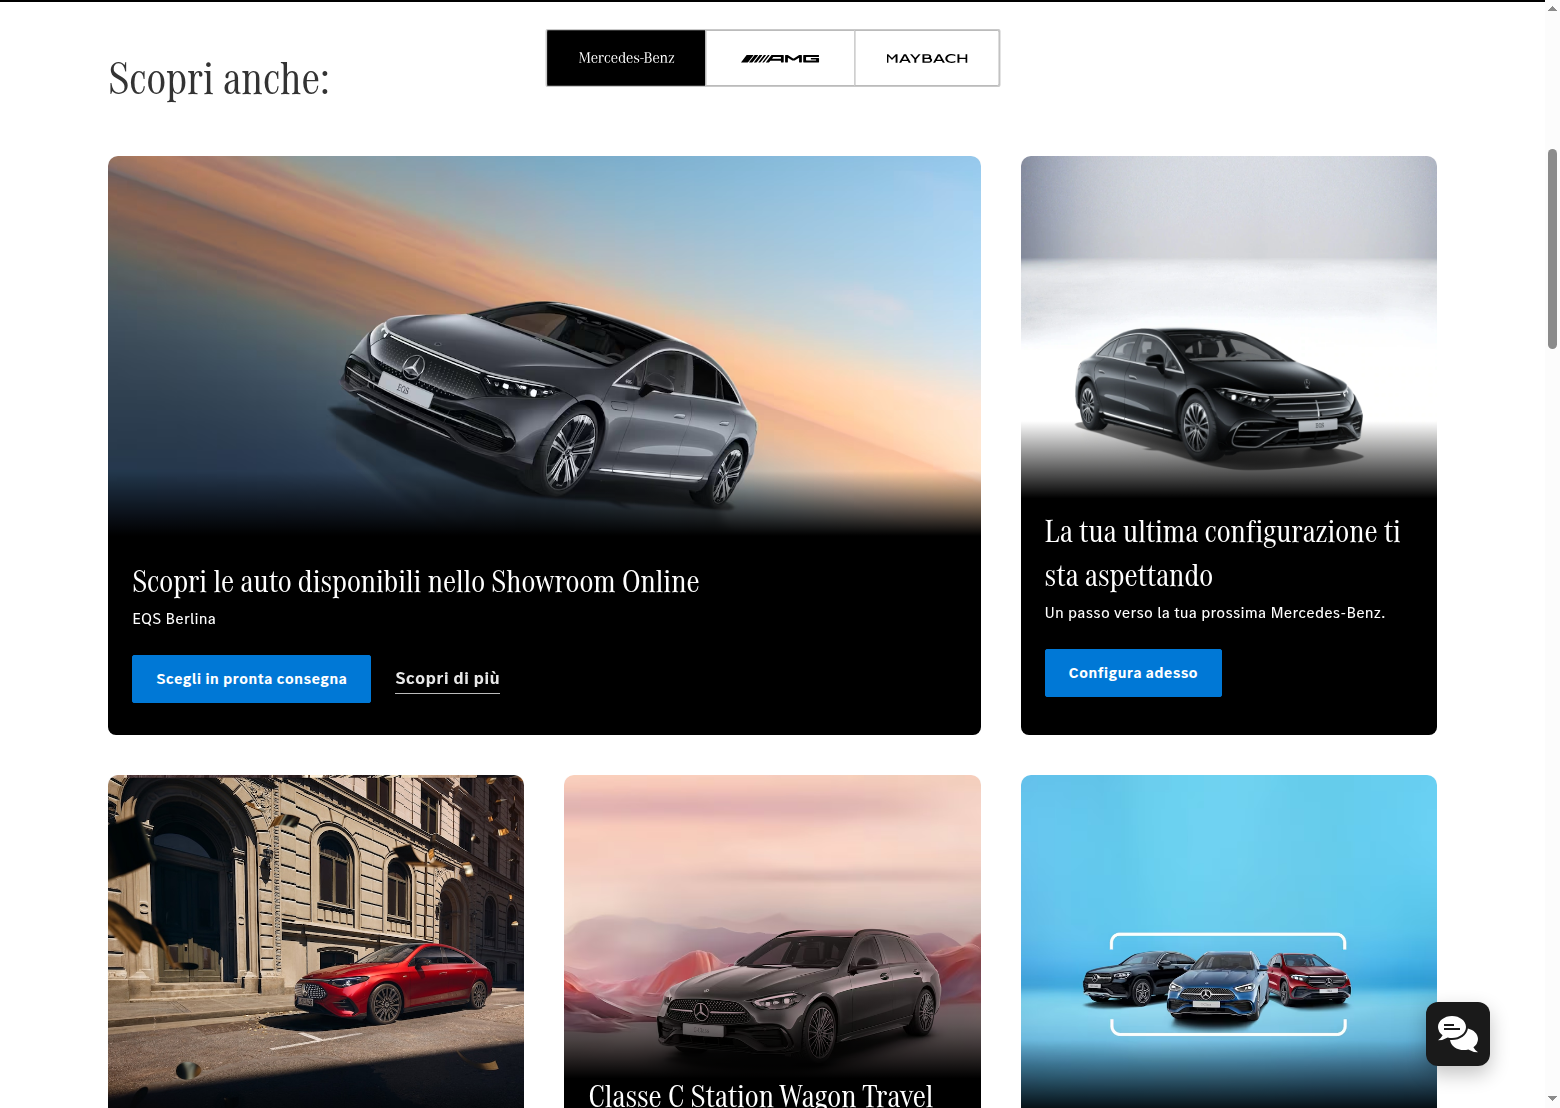 Scopri anche:
Mercedes-Benz
AMG
MAYBACH
EQS
Scopri le auto disponibili nello Showroom Online
EQS Berlina
Scegli in pronta consegna
Scopri di più
EQS
La tua ultima configurazione ti
sta aspettando
Un passo verso la tua prossima Mercedes-Benz.
Configura adesso
Classe C Station Wagon Travel